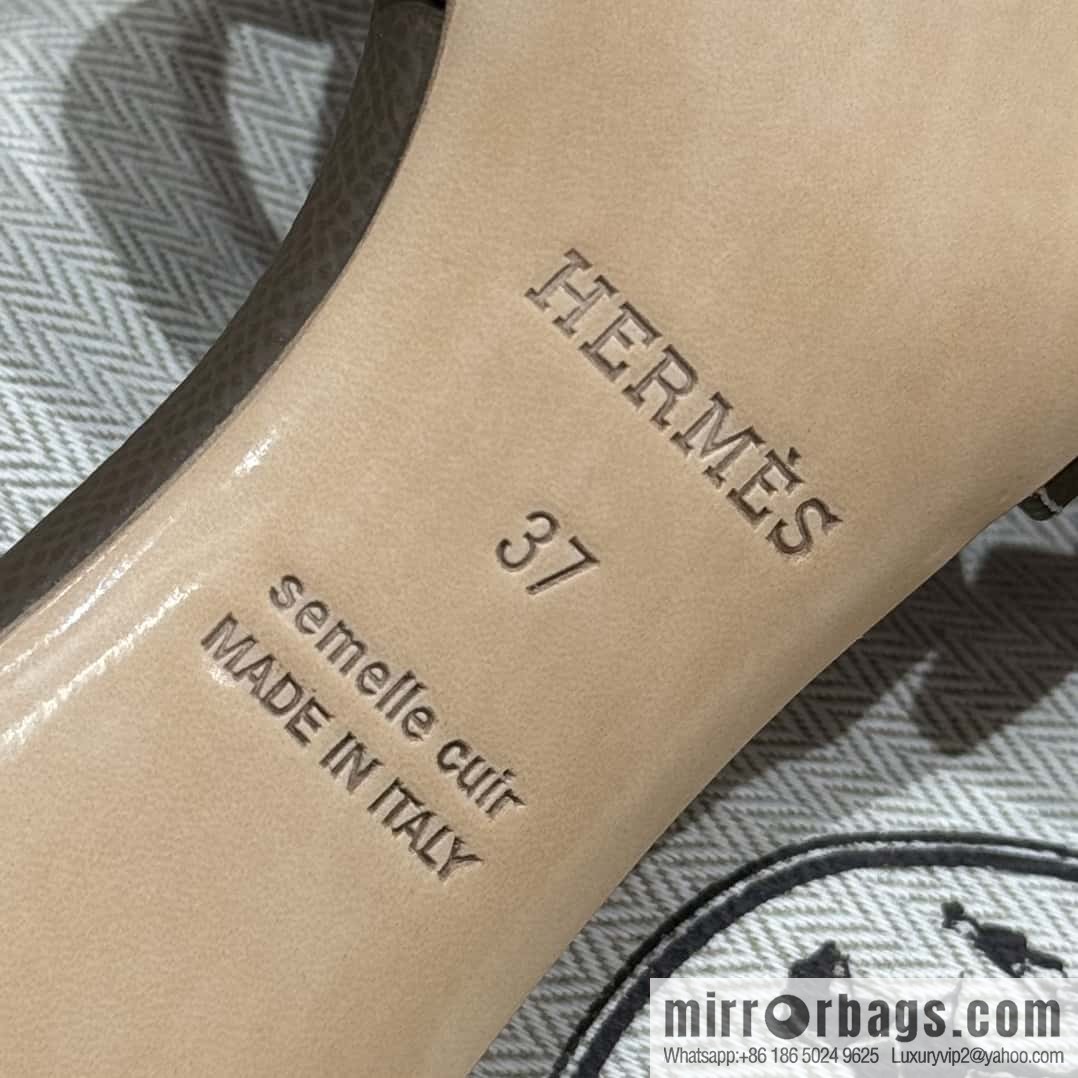 HERMÈS
37
semelle cuir
MADE IN ITALY
mirrorbags.com
Whatsapp:+86 186 5024 9625 Luxuryvip2@yahoo.com